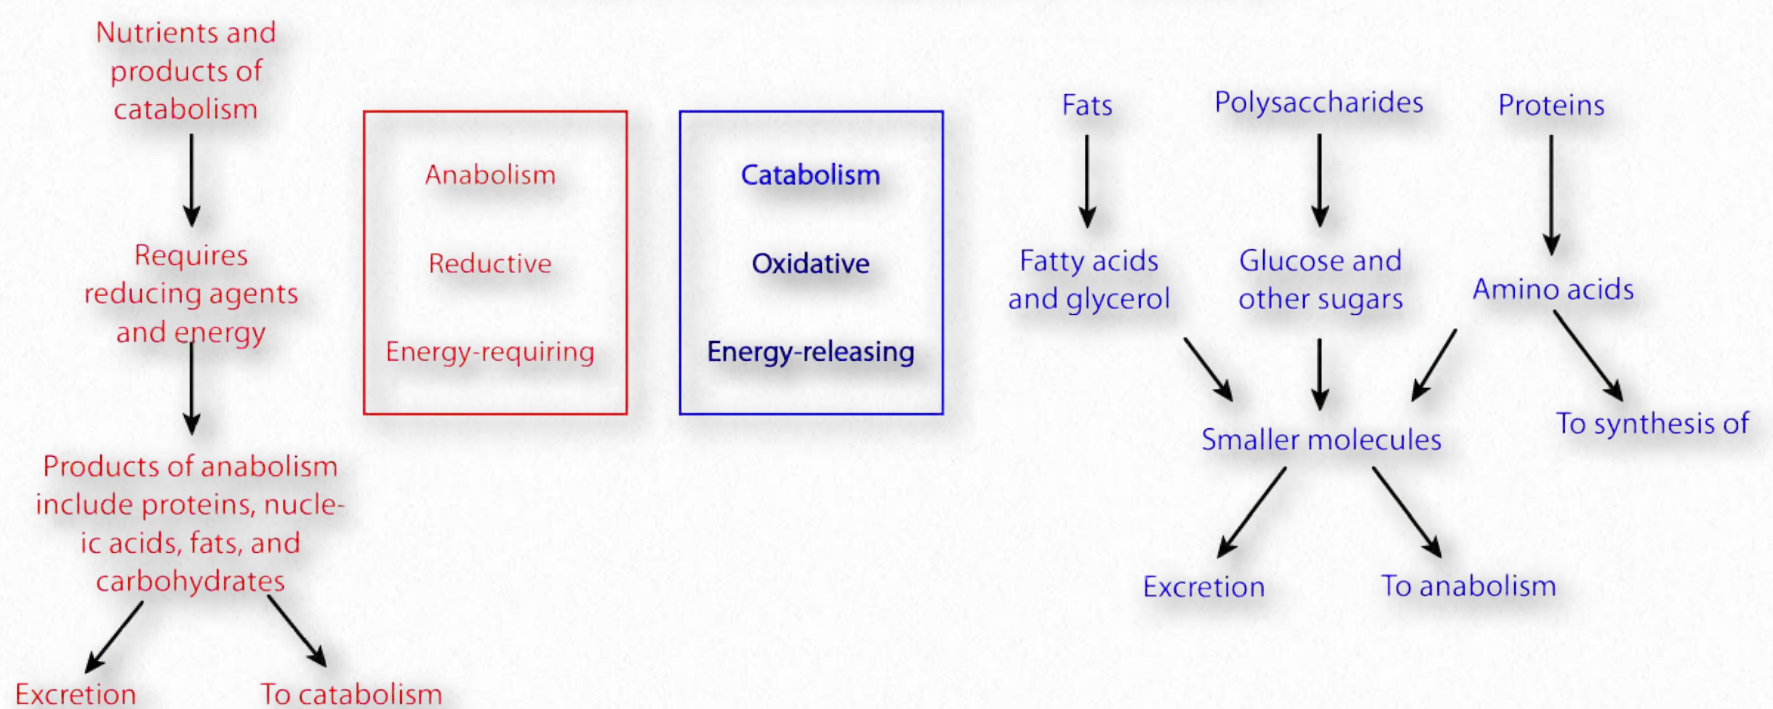 Nutrients and
products of
catabolism
Requires
reducing agents
and energy
Products of anabolism
include proteins, nucle-
ic acids, fats, and
carbohydrates
Excretion
To catabolism
Anabolism
Reductive
Energy-requiring
Catabolism
Oxidative
Energy-releasing
Fats
Polysaccharides
Proteins
Fatty acids
and glycerol
Glucose and
other sugars
Amino acids
Smaller molecules
To synthesis of
Excretion
To anabolism